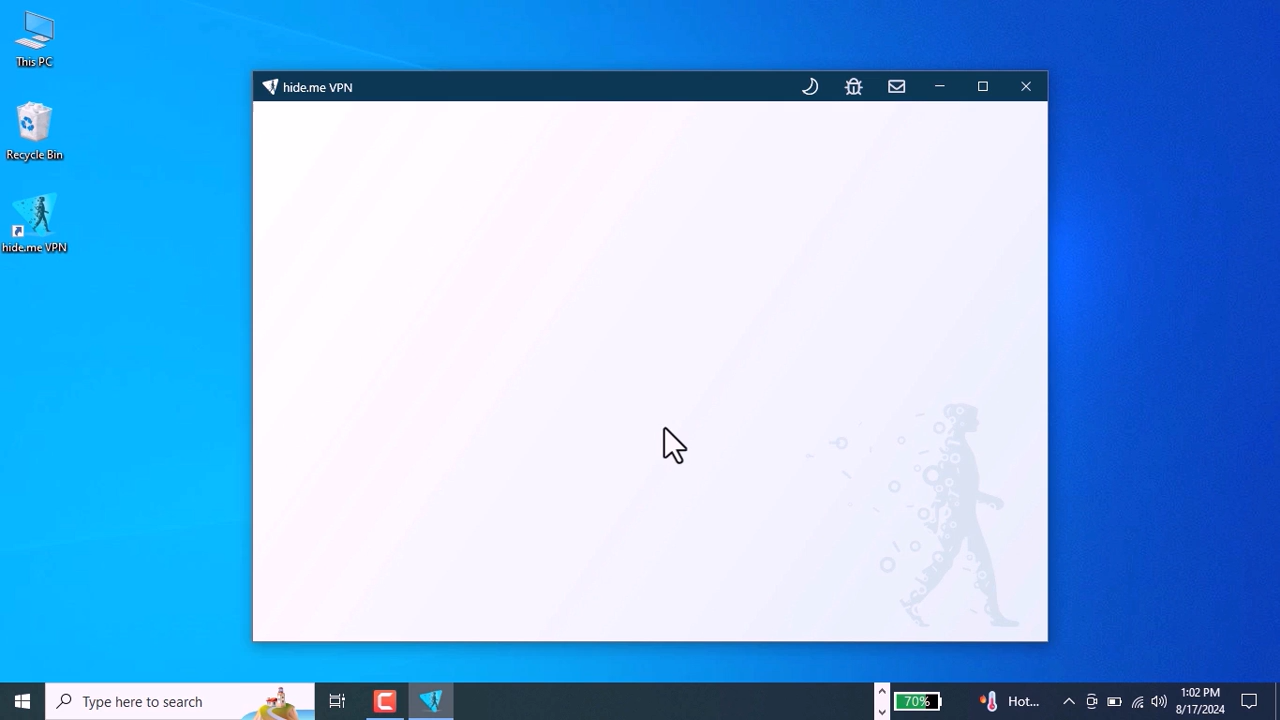 This PC
Recycle Bin
hide.me VPN
hide.me VPN
Type here to search
70%
Hot...
1:02 PM
8/17/2024